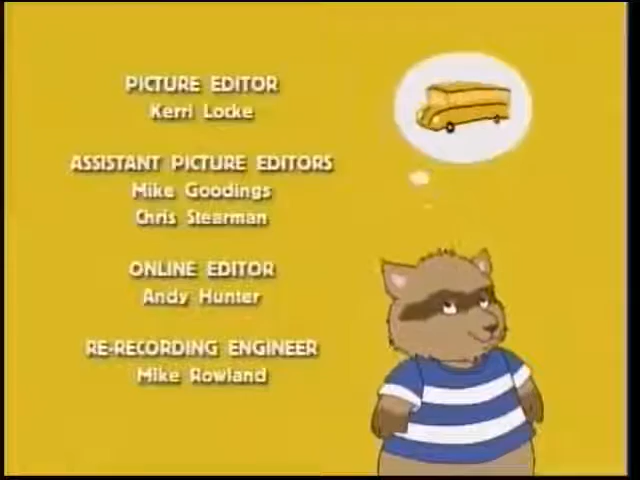 PICTURE EDITOR
Kerri Locke
ASSISTANT PICTURE EDITORS
Mike Goodings
Chris Stearman
ONLINE EDITOR
Andy Hunter
RE-RECORDING ENGINEER
Mike Rowland